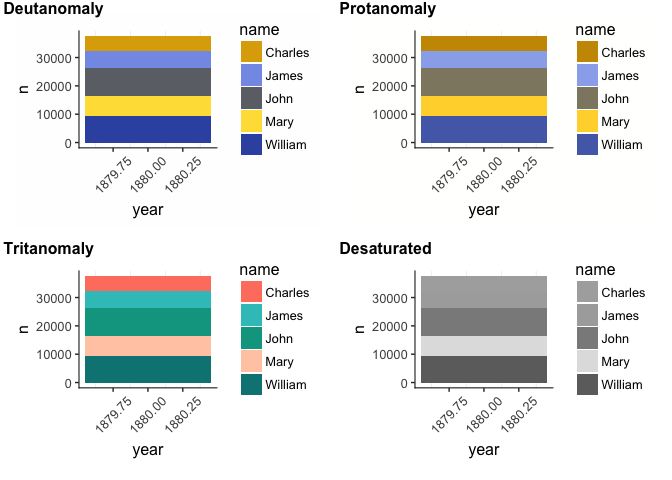 Deutanomaly
name
Charles
James
John
Mary
William
30000
20000
10000
0
n
1879.75
1880.00
1880.25
year
Protanomaly
name
Charles
James
John
Mary
William
30000
20000
10000
0
n
1879.75
1880.00
1880.25
year
Tritanomaly
name
Charles
James
John
Mary
William
30000
20000
10000
0
n
1879.75
1880.00
1880.25
year
Desaturated
name
Charles
James
John
Mary
William
30000
20000
10000
0
n
1879.75
1880.00
1880.25
year